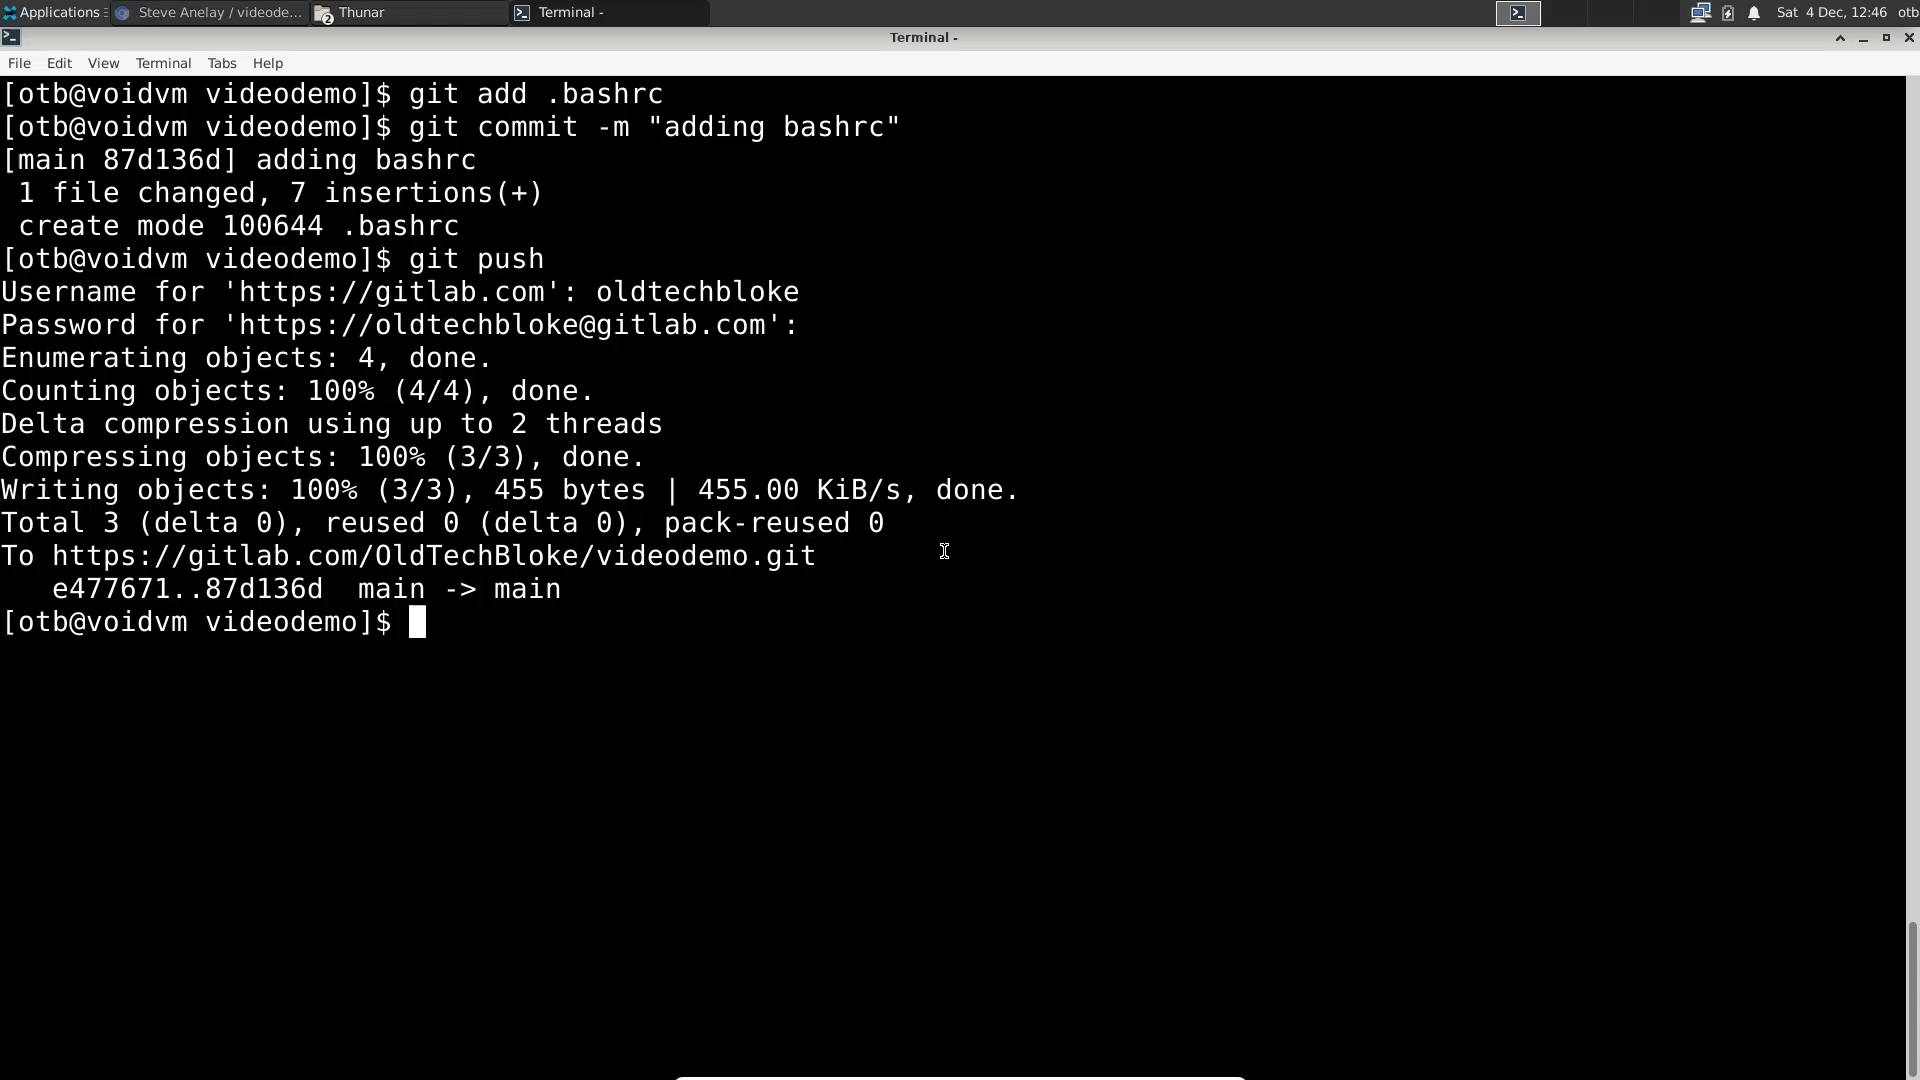 Applications Steve Anelay / videode... 2 Thunar Terminal - Sat 4 Dec, 12:46 otb
Terminal -
File Edit View Terminal Tabs Help
[otb@voidvm videodemo]$ git add .bashrc
[otb@voidvm videodemo]$ git commit -m "adding bashrc"
[main 87d136d] adding bashrc
 1 file changed, 7 insertions(+)
 create mode 100644 .bashrc
[otb@voidvm videodemo]$ git push
Username for 'https://gitlab.com': oldtechbloke
Password for 'https://oldtechbloke@gitlab.com':
Enumerating objects: 4, done.
Counting objects: 100% (4/4), done.
Delta compression using up to 2 threads
Compressing objects: 100% (3/3), done.
Writing objects: 100% (3/3), 455 bytes | 455.00 KiB/s, done.
Total 3 (delta 0), reused 0 (delta 0), pack-reused 0
To https://gitlab.com/OldTechBloke/videodemo.git
   e477671..87d136d  main -> main
[otb@voidvm videodemo]$